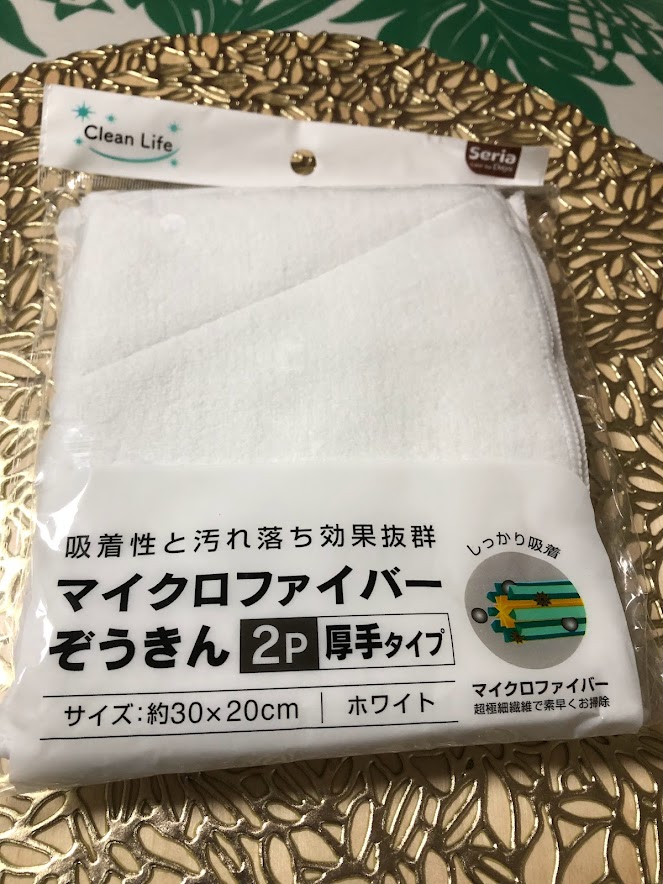 Clean Life
Seria
吸着性と汚れ落ち効果抜群
マイクロファイバー
ぞうきん 2P 厚手タイプ
サイズ:約30×20cm ホワイト
しっかり吸着
マイクロファイバー
超極細繊維で素早くお掃除